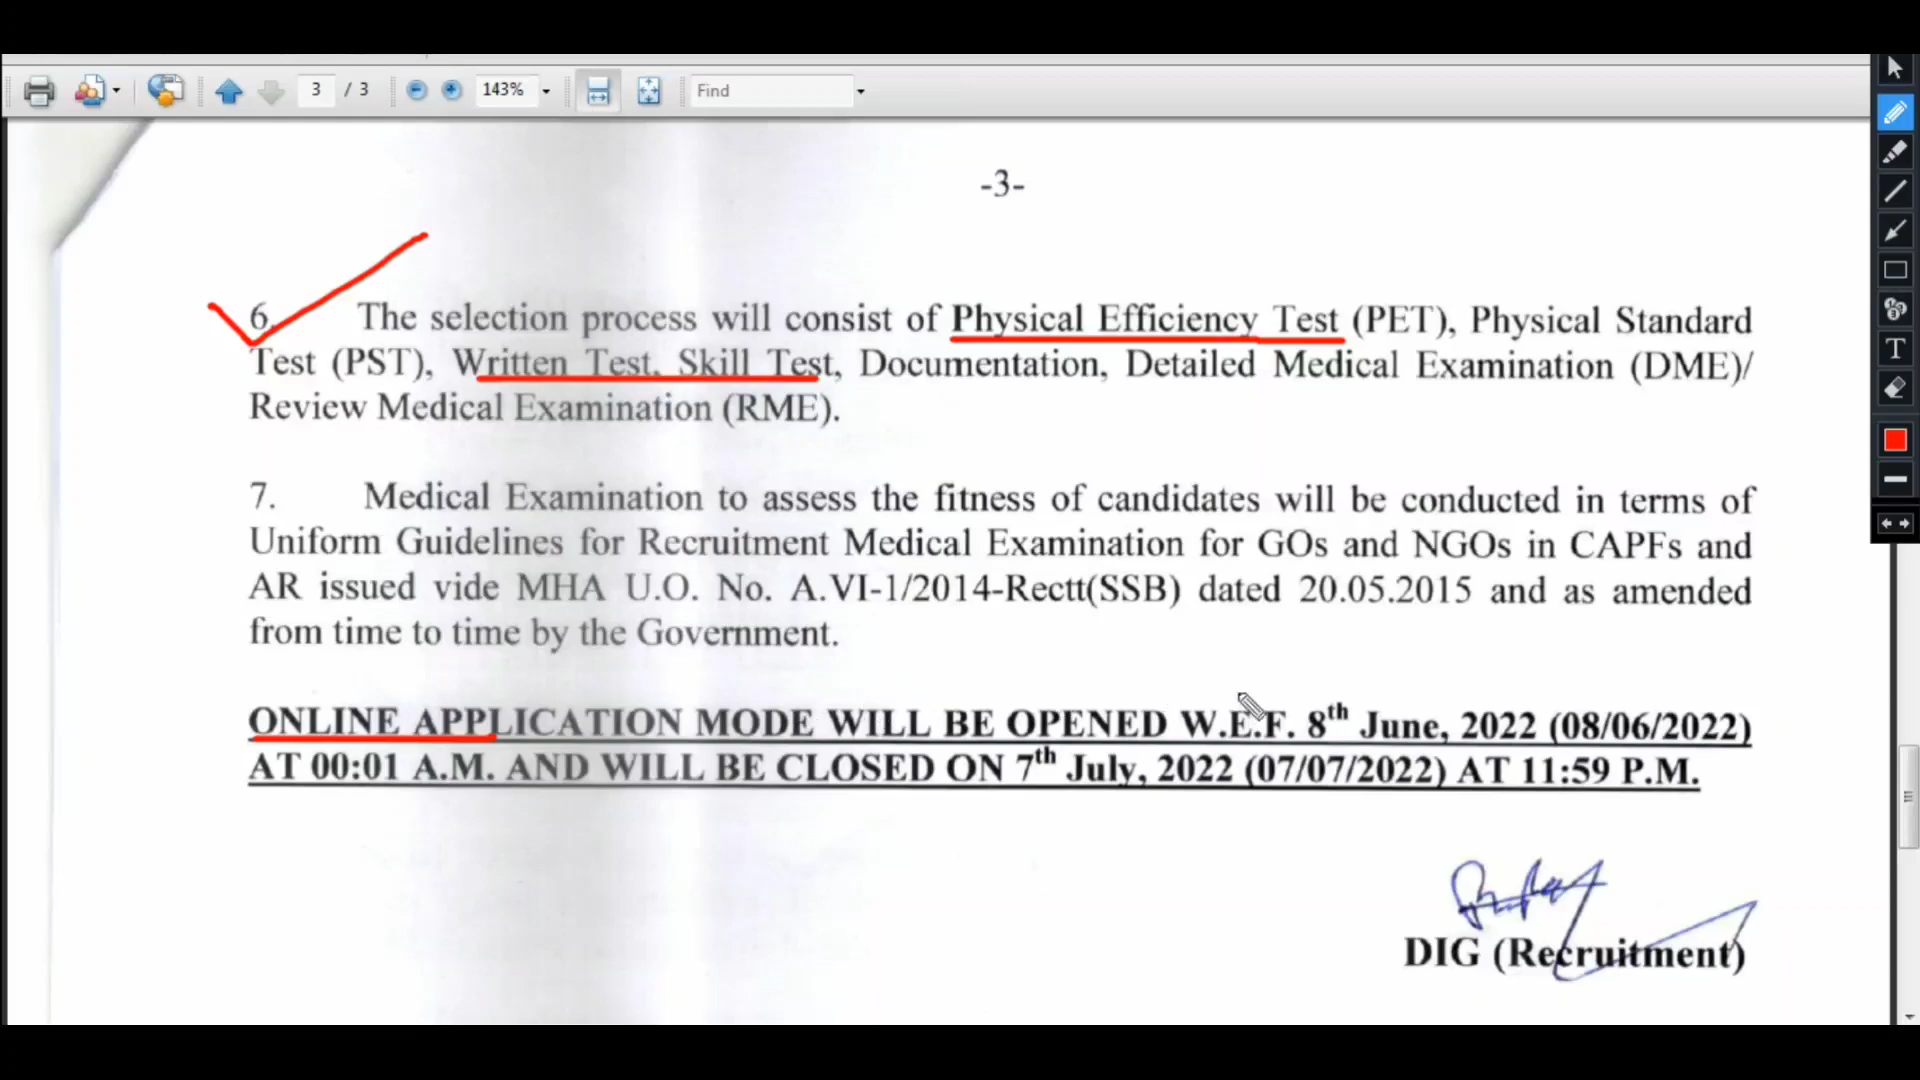 3 / 3
143%
Find
-3-
6. The selection process will consist of Physical Efficiency Test (PET), Physical Standard
Test (PST), Written Test, Skill Test, Documentation, Detailed Medical Examination (DME)/
Review Medical Examination (RME).
7. Medical Examination to assess the fitness of candidates will be conducted in terms of
Uniform Guidelines for Recruitment Medical Examination for GOs and NGOs in CAPFs and
AR issued vide MHA U.O. No. A.VI-1/2014-Rectt(SSB) dated 20.05.2015 and as amended
from time to time by the Government.
ONLINE APPLICATION MODE WILL BE OPENED W.E.F. 8th June, 2022 (08/06/2022)
AT 00:01 A.M. AND WILL BE CLOSED ON 7th July, 2022 (07/07/2022) AT 11:59 P.M.
DIG (Recruitment)